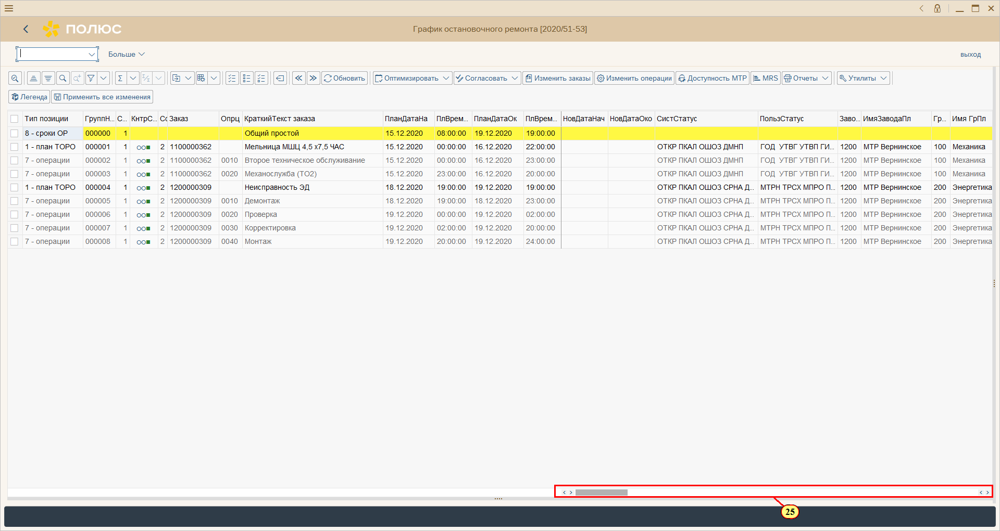 ПОЛЮС
График остановочного ремонта [2020/51-53]
Больше
выход
Обновить Оптимизировать Согласовать Изменить заказы Изменить операции Доступность МТР MRS Отчеты Утилиты
Легенда Применить все изменения
Тип позиции ГруппН... С... КнтрС... Сс Заказ Опрц КраткийТекст заказа ПланДатаНа ПлВрем... ПланДатаОк ПлВрем... НовДатаНач НовДатаОко СистСтатус ПользСтатус Заво... ИмяЗаводаПл Гр... Имя ГрПл
8 - сроки ОР 000000 1 Общий простой 15.12.2020 08:00:00 19.12.2020 19:00:00
1 - план ТОРО 000001 1 2 1100000362 Мельница МШЦ 4,5 х7,5 ЧАС 15.12.2020 00:00:00 16.12.2020 22:00:00 ОТКР ПКАЛ ОШОЗ ДМНП ГОД УТВГ УТВП ГИ... 1200 МТР Вернинское 100 Механика
7 - операции 000002 1 2 1100000362 0010 Второе техническое обслуживание 15.12.2020 00:00:00 16.12.2020 23:00:00 ОТКР ПКАЛ ОШОЗ ДМНП ГОД УТВГ УТВП ГИ... 1200 МТР Вернинское 100 Механика
7 - операции 000003 1 2 1100000362 0020 Механослужба (ТО2) 15.12.2020 23:00:00 16.12.2020 20:00:00 ОТКР ПКАЛ ОШОЗ ДМНП ГОД УТВГ УТВП ГИ... 1200 МТР Вернинское 100 Механика
1 - план ТОРО 000004 1 2 1200000309 Неисправность ЭД 18.12.2020 19:00:00 19.12.2020 19:00:00 ОТКР ПКАЛ ОШОЗ СРНА Д... МТРН ТРСХ МПРО П... 1200 МТР Вернинское 200 Энергетика
7 - операции 000005 1 2 1200000309 0010 Демонтаж 18.12.2020 19:00:00 18.12.2020 23:00:00 ОТКР ПКАЛ ОШОЗ СРНА Д... МТРН ТРСХ МПРО П... 1200 МТР Вернинское 200 Энергетика
7 - операции 000006 1 2 1200000309 0020 Проверка 19.12.2020 00:00:00 19.12.2020 02:00:00 ОТКР ПКАЛ ОШОЗ СРНА Д... МТРН ТРСХ МПРО П... 1200 МТР Вернинское 200 Энергетика
7 - операции 000007 1 2 1200000309 0030 Корректировка 19.12.2020 02:00:00 19.12.2020 20:00:00 ОТКР ПКАЛ ОШОЗ СРНА Д... МТРН ТРСХ МПРО П... 1200 МТР Вернинское 200 Энергетика
7 - операции 000008 1 2 1200000309 0040 Монтаж 19.12.2020 20:00:00 19.12.2020 24:00:00 ОТКР ПКАЛ ОШОЗ СРНА Д... МТРН ТРСХ МПРО П... 1200 МТР Вернинское 200 Энергетика
25